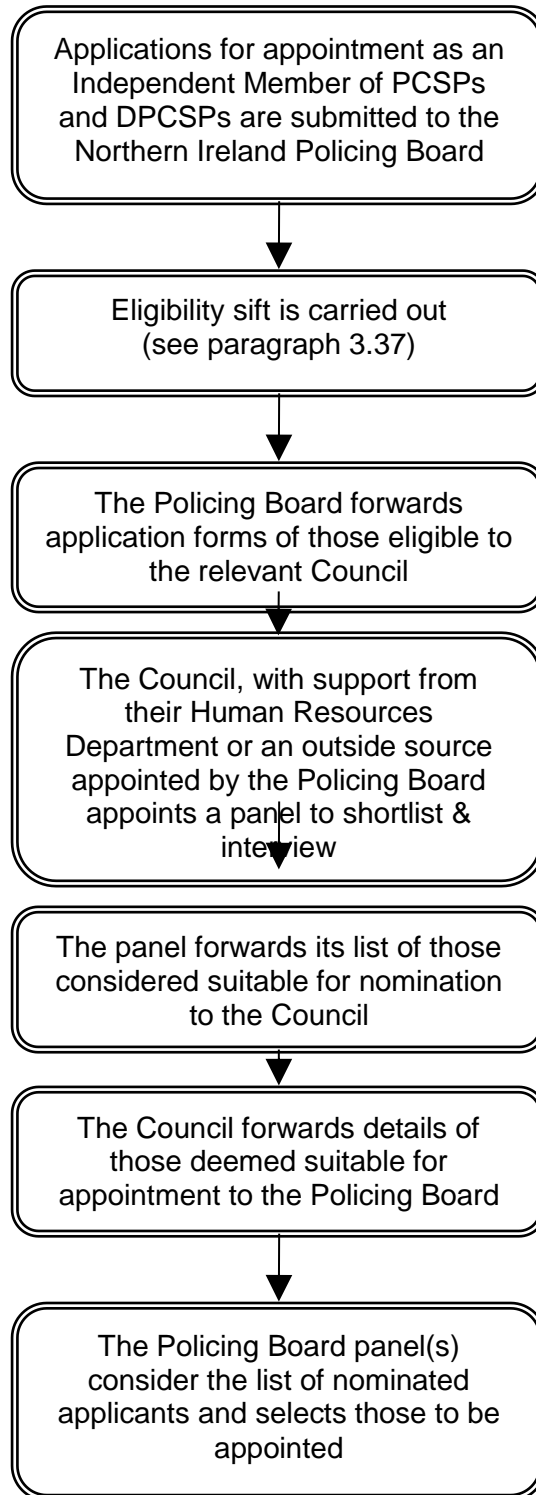 Applications for appointment as an
Independent Member of PCSPs
and DPCSPs are submitted to the
Northern Ireland Policing Board
Eligibility sift is carried out
(see paragraph 3.37)
The Policing Board forwards
application forms of those eligible to
the relevant Council
The Council, with support from
their Human Resources
Department or an outside source
appointed by the Policing Board
appoints a panel to shortlist &
interview
The panel forwards its list of those
considered suitable for nomination
to the Council
The Council forwards details of
those deemed suitable for
appointment to the Policing Board
The Policing Board panel(s)
consider the list of nominated
applicants and selects those to be
appointed